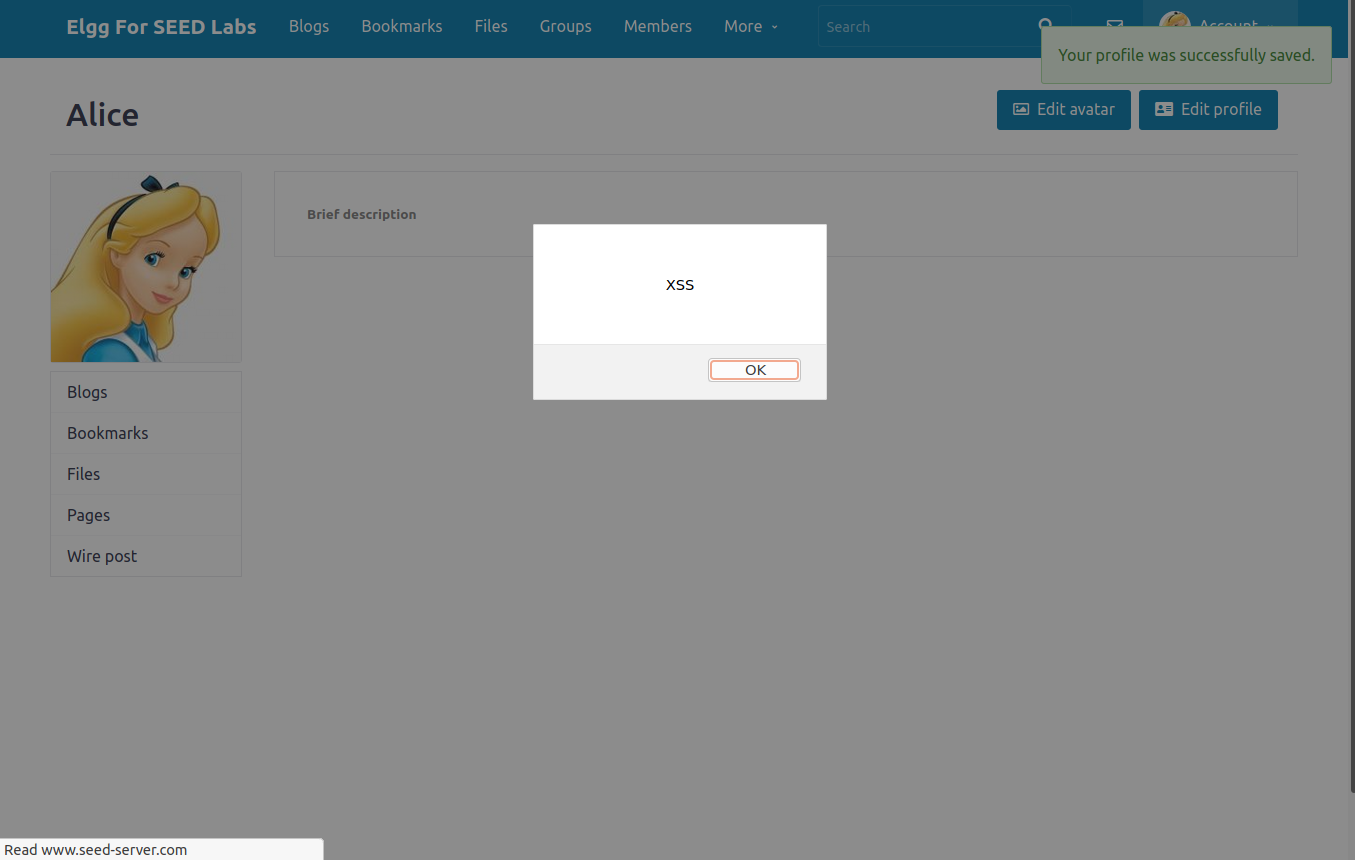 Elgg For SEED Labs Blogs Bookmarks Files Groups Members More Search Account
Your profile was successfully saved.
Alice
Edit avatar Edit profile
Brief description
XSS
OK
Blogs
Bookmarks
Files
Pages
Wire post
Read www.seed-server.com